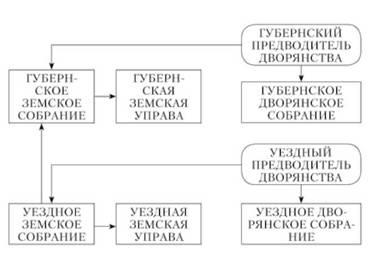 ГУБЕРНСКИЙ
ПРЕДВОДИТЕЛЬ
ДВОРЯНСТВА
ГУБЕРН-
СКОЕ
ЗЕМСКОЕ
СОБРАНИЕ
ГУБЕРН-
СКАЯ
ЗЕМСКАЯ
УПРАВА
ГУБЕРНСКОЕ
ДВОРЯНСКОЕ
СОБРАНИЕ
УЕЗДНЫЙ
ПРЕДВОДИТЕЛЬ
ДВОРЯНСТВА
УЕЗДНОЕ
ЗЕМСКОЕ
СОБРАНИЕ
УЕЗДНАЯ
ЗЕМСКАЯ
УПРАВА
УЕЗДНОЕ ДВО-
РЯНСКОЕ СОБРА-
НИЕ